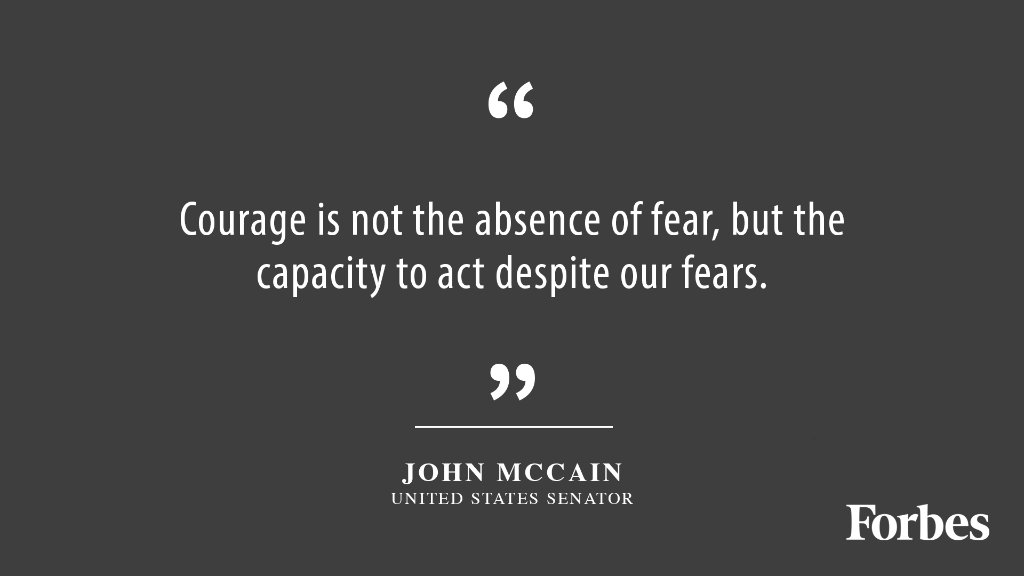 “
Courage is not the absence of fear, but the
capacity to act despite our fears.
”
JOHN MCCAIN
UNITED STATES SENATOR
Forbes